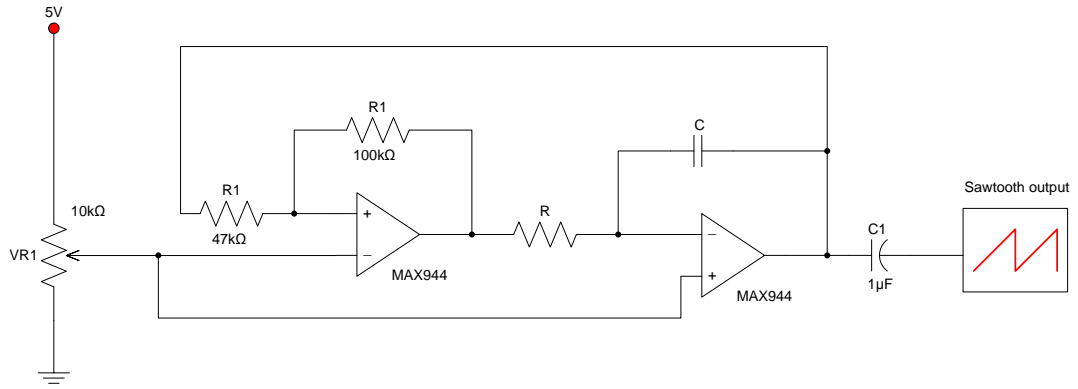 5V
R1
100kΩ
C
R1
47kΩ
R
Sawtooth output
10kΩ
VR1
+
−
MAX944
−
+
MAX944
C1
1µF